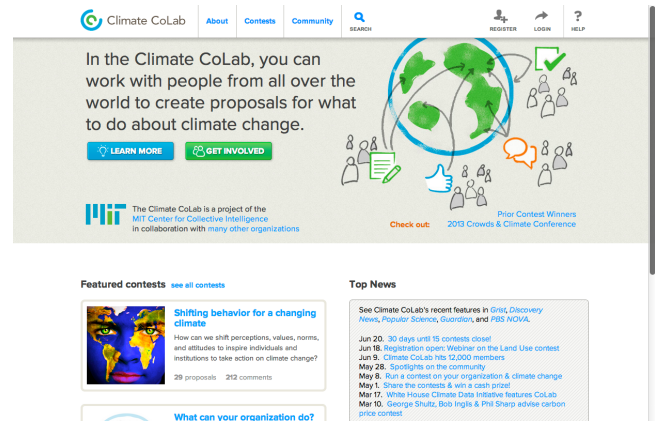 Climate CoLab
About
Contests
Community
SEARCH
REGISTER
LOGIN
HELP
In the Climate CoLab, you can
work with people from all over the
world to create proposals for what
to do about climate change.
LEARN MORE
GET INVOLVED
MIT
The Climate CoLab is a project of the
MIT Center for Collective Intelligence
in collaboration with many other organizations
Check out:
Prior Contest Winners
2013 Crowds & Climate Conference
Featured contests see all contests
Shifting behavior for a changing
climate
How can we shift perceptions, values, norms,
and attitudes to inspire individuals and
institutions to take action on climate change?
29 proposals 212 comments
What can your organization do?
Top News
See Climate CoLab's recent features in Grist, Discovery
News, Popular Science, Guardian, and PBS NOVA.
Jun 20. 30 days until 15 contests close!
Jun 18. Registration open: Webinar on the Land Use contest
Jun 9. Climate CoLab hits 12,000 members
May 28. Spotlights on the community
May 8. Run a contest on your organization & climate change
May 1. Share the contests & win a cash prize!
Mar 17. White House Climate Data Initiative features CoLab
Mar 10. George Shultz, Bob Inglis & Phil Sharp advise carbon
price contest